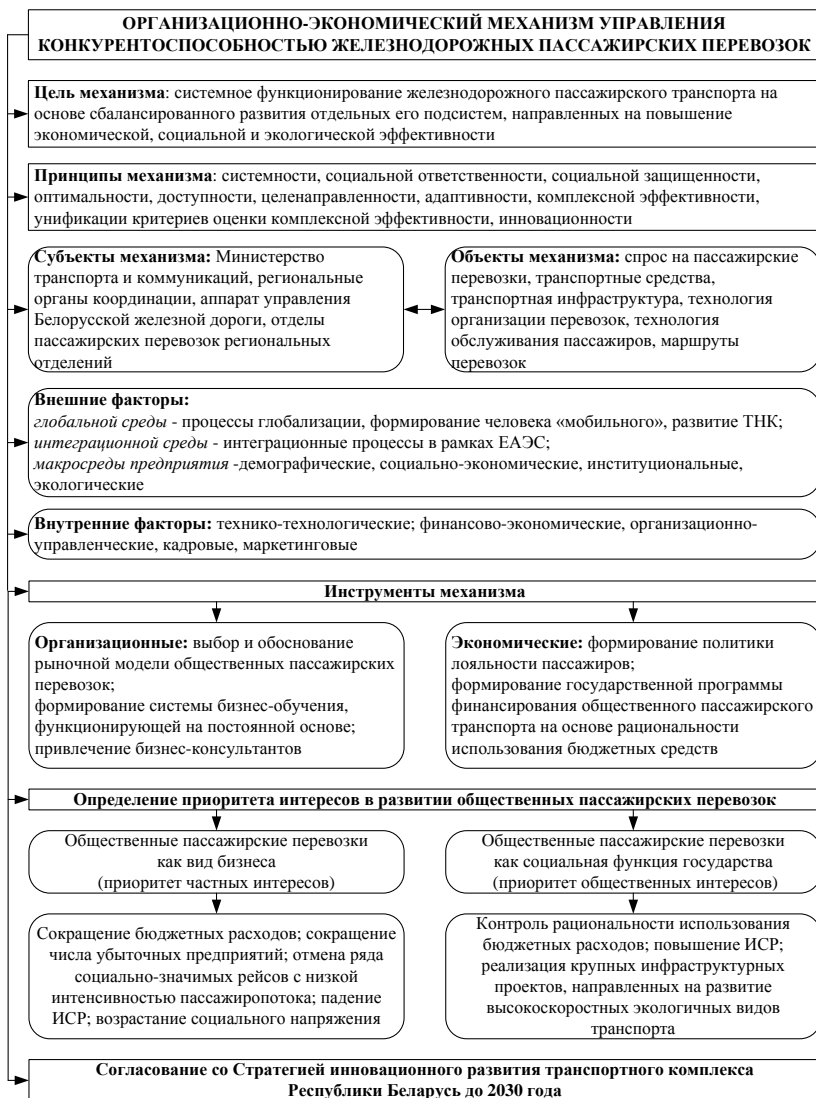 ОРГАНИЗАЦИОННО-ЭКОНОМИЧЕСКИЙ МЕХАНИЗМ УПРАВЛЕНИЯ
КОНКУРЕНТОСПОСОБНОСТЬЮ ЖЕЛЕЗНОДОРОЖНЫХ ПАССАЖИРСКИХ ПЕРЕВОЗОК
Цель механизма: системное функционирование железнодорожного пассажирского транспорта на
основе сбалансированного развития отдельных его подсистем, направленных на повышение
экономической, социальной и экологической эффективности
Принципы механизма: системности, социальной ответственности, социальной защищенности,
оптимальности, доступности, целенаправленности, адаптивности, комплексной эффективности,
унификации критериев оценки комплексной эффективности, инновационности
Субъекты механизма: Министерство
транспорта и коммуникаций, региональные
органы координации, аппарат управления
Белорусской железной дороги, отделы
пассажирских перевозок региональных
отделений
Объекты механизма: спрос на пассажирские
перевозки, транспортные средства,
транспортная инфраструктура, технология
организации перевозок, технология
обслуживания пассажиров, маршруты
перевозок
Внешние факторы:
глобальной среды - процессы глобализации, формирование человека «мобильного», развитие ТНК;
интеграционной среды - интеграционные процессы в рамках ЕАЭС;
макросреды предприятия -демографические, социально-экономические, институциональные,
экологические
Внутренние факторы: технико-технологические; финансово-экономические, организационно-
управленческие, кадровые, маркетинговые
Инструменты механизма
Организационные: выбор и обоснование
рыночной модели общественных пассажирских
перевозок;
формирование системы бизнес-обучения,
функционирующей на постоянной основе;
привлечение бизнес-консультантов
Экономические: формирование политики
лояльности пассажиров;
формирование государственной программы
финансирования общественного пассажирского
транспорта на основе рациональности
использования бюджетных средств
Определение приоритета интересов в развитии общественных пассажирских перевозок
Общественные пассажирские перевозки
как вид бизнеса
(приоритет частных интересов)
Общественные пассажирские перевозки
как социальная функция государства
(приоритет общественных интересов)
Сокращение бюджетных расходов; сокращение
числа убыточных предприятий; отмена ряда
социально-значимых рейсов с низкой
интенсивностью пассажиропотока; падение
ИСР; возрастание социального напряжения
Контроль рациональности использования
бюджетных расходов; повышение ИСР;
реализация крупных инфраструктурных
проектов, направленных на развитие
высокоскоростных экологичных видов
транспорта
Согласование со Стратегией инновационного развития транспортного комплекса
Республики Беларусь до 2030 года